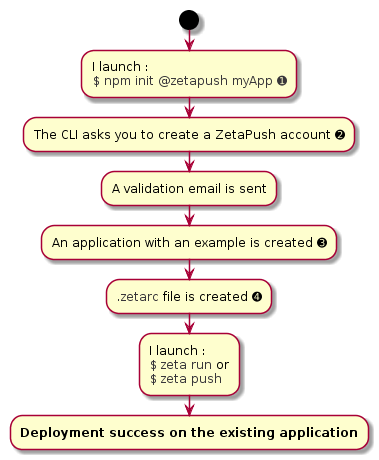 I launch :
$ npm init @zetapush myApp ❶
The CLI asks you to create a ZetaPush account ❷
A validation email is sent
An application with an example is created ❸
.zetarc file is created ❹
I launch :
$ zeta run or
$ zeta push
Deployment success on the existing application